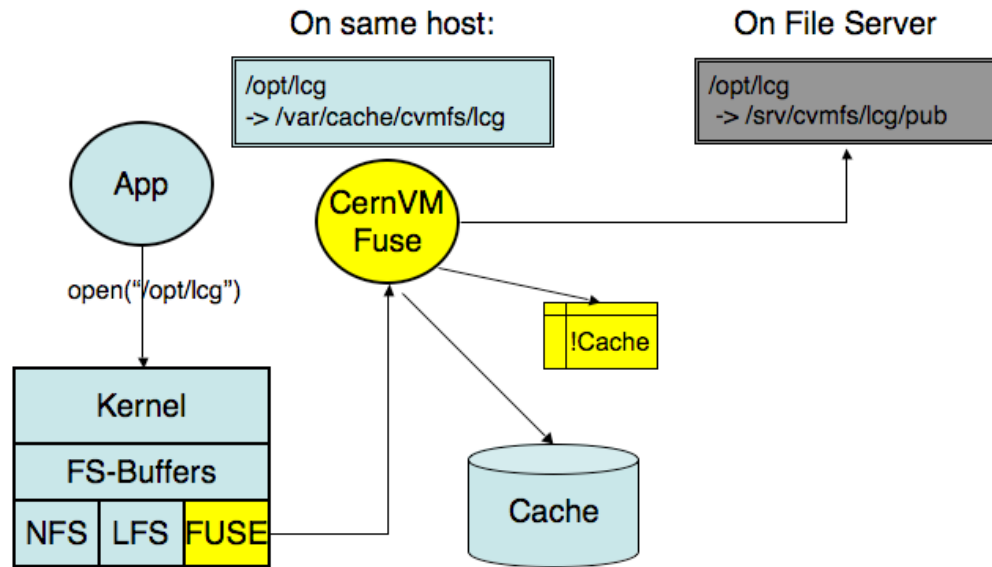 On same host:
On File Server
/opt/lcg
-> /var/cache/cvmfs/lcg
/opt/lcg
-> /srv/cvmfs/lcg/pub
App
CernVM
Fuse
open(“/opt/lcg”)
!Cache
Kernel
FS-Buffers
NFS
LFS
FUSE
Cache